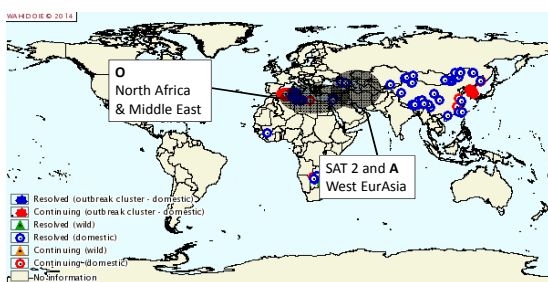 WAHID(OIE © 2014
O
North Africa
& Middle East
SAT 2 and A
West EurAsia
Resolved (outbreak cluster - domestic)
Continuing (outbreak cluster - domestic)
Resolved (wild)
Resolved (domestic)
Continuing (wild)
Continuing (domestic)
No information